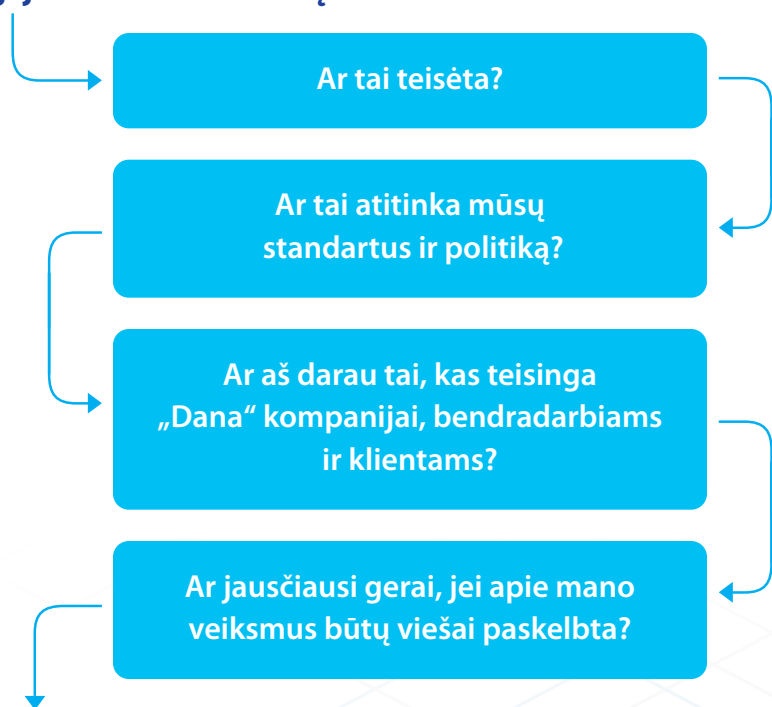 Ar tai teisėta?
Ar tai atitinka mūsų
standartus ir politiką?
Ar aš darau tai, kas teisinga
„Dana“ kompanijai, bendradarbiams
ir klientams?
Ar jausčiausi gerai, jei apie mano
veiksmus būtų viešai paskelbta?